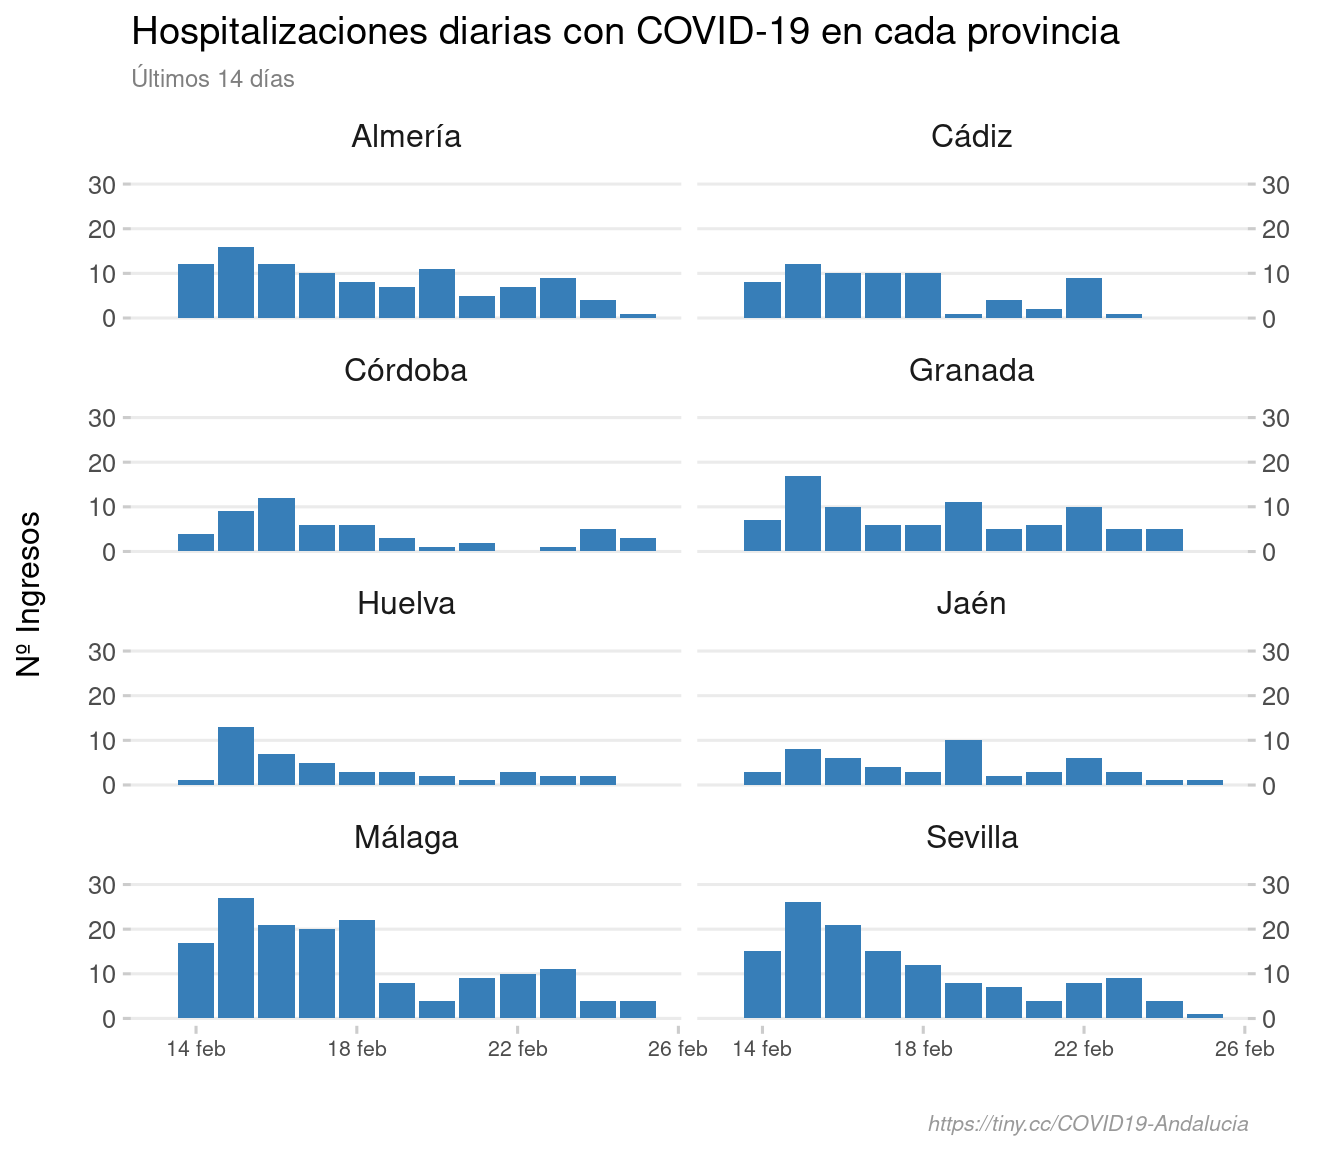 Hospitalizaciones diarias con COVID-19 en cada provincia
Últimos 14 días
Nº Ingresos
Almería Cádiz
30 30
20 20
10 10
0 0
Córdoba Granada
30 30
20 20
10 10
0 0
Huelva Jaén
30 30
20 20
10 10
0 0
Málaga Sevilla
30 30
20 20
10 10
0 0
14 feb 18 feb 22 feb 26 feb 14 feb 18 feb 22 feb 26 feb
https://tiny.cc/COVID19-Andalucia